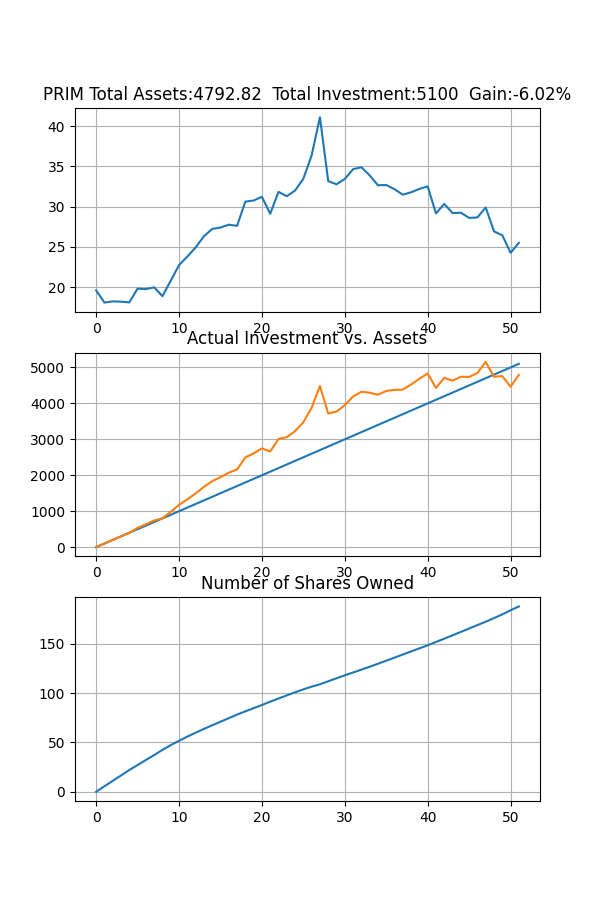 PRIM Total Assets:4792.82  Total Investment:5100  Gain:-6.02%
40
35
30
25
20
0 10 20 30 40 50
Actual Investment vs. Assets
5000
4000
3000
2000
1000
0
0 10 20 30 40 50
Number of Shares Owned
150
100
50
0
0 10 20 30 40 50